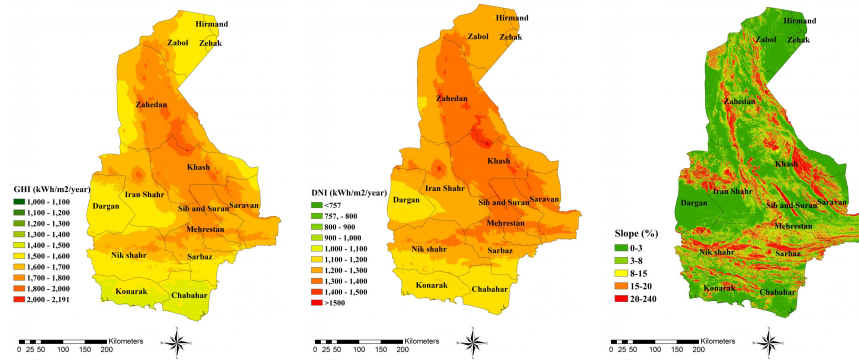 Hirmand
Zabol
Zehak
Zahedan
Khash
Iran Shahr
Dargan
Sib and Suran
Saravan
Mehrestan
Nik shahr
Sarbaz
Konarak
Chabahar
GHI (kWh/m2/year)
1,000 - 1,100
1,100 - 1,200
1,200 - 1,300
1,300 - 1,400
1,400 - 1,500
1,500 - 1,600
1,600 - 1,700
1,700 - 1,800
1,800 - 2,000
2,000 - 2,191
0 25 50 100 150 200 Kilometers
Hirmand
Zabol
Zehak
Zahedan
Khash
Iran Shahr
Dargan
Sib and Suran
Saravan
Mehrestan
Nik shahr
Sarbaz
Konarak
Chabahar
DNI (kWh/m2/year)
<757
757, - 800
800 - 900
900 - 1,000
1,000 - 1,100
1,100 - 1,200
1,200 - 1,300
1,300 - 1,400
1,400 - 1,500
>1500
0 25 50 100 150 200 Kilometers
Hirmand
Zabol
Zehak
Zahedan
Khash
Iran Shahr
Dargan
Sib and Suran
Saravan
Mehrestan
Nik shahr
Sarbaz
Konarak
Chabahar
Slope (%)
0-3
3-8
8-15
15-20
20-240
0 25 50 100 150 200 Kilometers